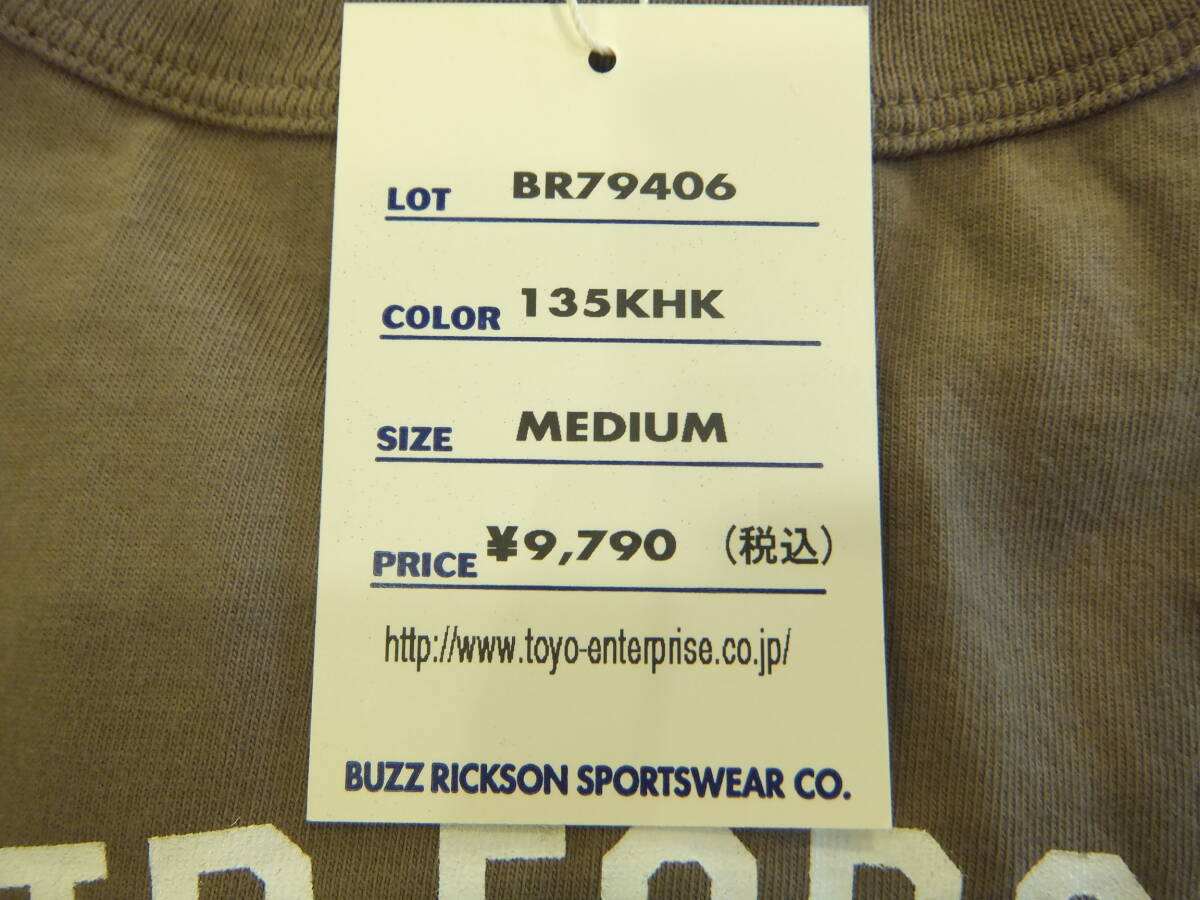 LOT BR79406
COLOR 135KHK
SIZE MEDIUM
PRICE ¥9,790 (税込)
http://www.toyo-enterprise.co.jp/
BUZZ RICKSON SPORTSWEAR CO.